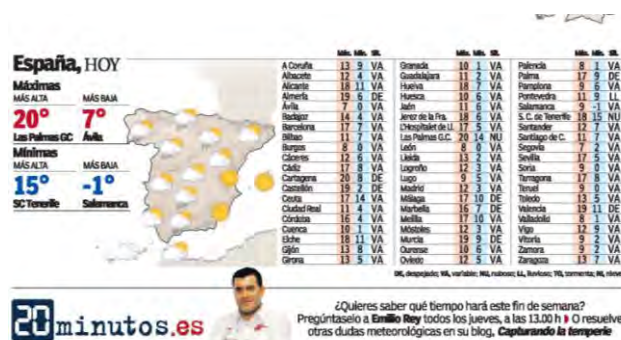 España, HOY
Máximas
MÁS ALTA MÁS BAJA
20° 7°
Las Palmas GC Ávila
Mínimas
MÁS ALTA MÁS BAJA
15° -1°
SC Tenerife Salamanca
Máx. Mín. Sit.
A Coruña 13 9 VA
Albacete 12 4 VA
Alicante 18 11 VA
Almería 19 6 DE
Ávila 7 0 VA
Badajoz 14 4 VA
Barcelona 17 7 VA
Bilbao 11 7 VA
Burgos 8 0 VA
Cáceres 12 6 VA
Cádiz 17 8 VA
Cartagena 20 8 DE
Castellón 19 2 DE
Ceuta 17 14 VA
Ciudad Real 11 4 VA
Córdoba 16 4 VA
Cuenca 10 1 VA
Elche 18 11 VA
Gijón 13 8 VA
Girona 13 5 VA
Máx. Mín. Sit.
Granada 10 1 VA
Guadalajara 11 2 VA
Huelva 18 7 VA
Huesca 10 6 VA
Jaén 11 6 VA
Jerez de la Fra. 18 6 VA
L'Hospitalet de Ll. 17 5 VA
Las Palmas G.C. 20 14 NU
León 8 0 VA
Lleida 13 2 VA
Logroño 12 3 VA
Lugo 9 5 VA
Madrid 12 3 VA
Málaga 17 10 DE
Marbella 16 7 DE
Melilla 17 10 VA
Móstoles 12 3 VA
Murcia 19 9 DE
Ourense 10 6 VA
Oviedo 12 5 VA
Máx. Mín. Sit.
Palencia 8 1 VA
Palma 17 9 DE
Pamplona 9 6 VA
Pontevedra 11 9 LL
Salamanca 9 -1 VA
S. C. de Tenerife 18 15 NU
Santander 12 7 VA
Santiago de C. 11 7 VA
Segovia 7 2 VA
Sevilla 17 5 VA
Soria 9 0 VA
Tarragona 17 8 VA
Teruel 9 0 VA
Toledo 13 5 VA
Valencia 19 11 DE
Valladolid 8 1 VA
Vigo 12 9 VA
Vitoria 9 2 VA
Zamora 9 2 VA
Zaragoza 13 7 VA
DE, despejado; VA, variable; NU, nuboso; LL, lluvioso; TO, tormenta; NI, nieve
20minutos.es
¿Quieres saber qué tiempo hará este fin de semana?
Pregúntaselo a Emilio Rey todos los jueves, a las 13.00 h O resuelve
otras dudas meteorológicas en su blog, Capturando la temperie